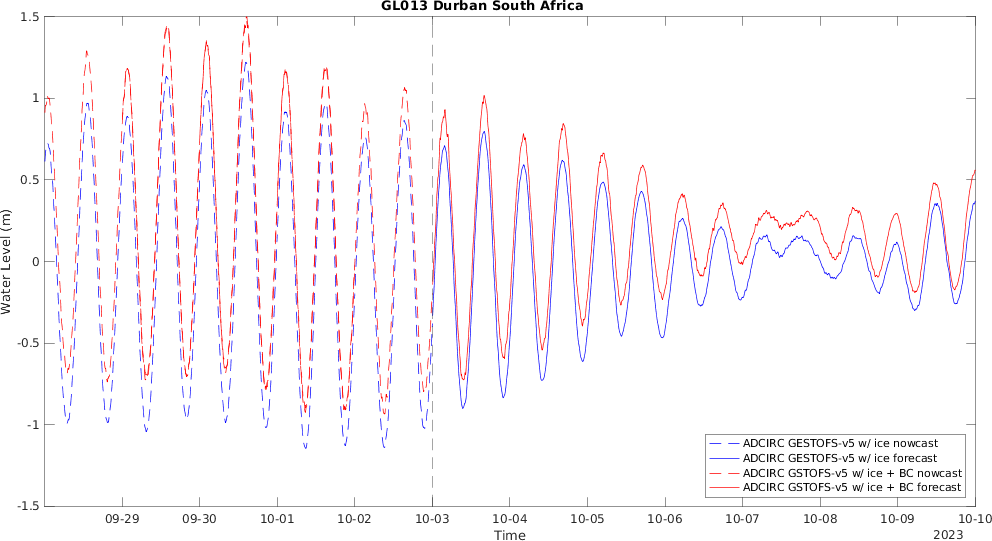 GL013 Durban South Africa
1.5
1
0.5
0
-0.5
-1
-1.5
Water Level (m)
ADCIRC GESTOFS-v5 w/ ice nowcast
ADCIRC GESTOFS-v5 w/ ice forecast
ADCIRC GSTOFS-v5 w/ ice + BC nowcast
ADCIRC GSTOFS-v5 w/ ice + BC forecast
09-29 09-30 10-01 10-02 10-03 10-04 10-05 10-06 10-07 10-08 10-09 10-10
Time
2023